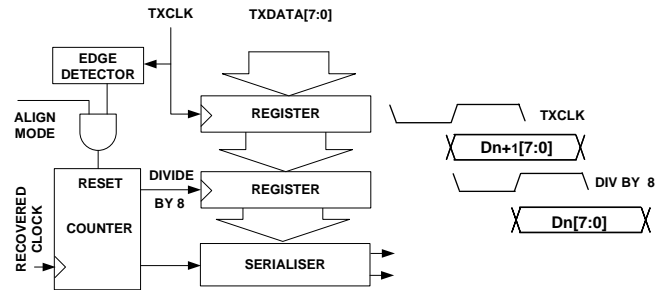 TXCLK TXDATA[7:0]
EDGE
DETECTOR
REGISTER
TXCLK
ALIGN
MODE
Dn+1[7:0]
RESET
DIVIDE
BY 8
REGISTER
DIV BY 8
COUNTER
RECOVERED
CLOCK
Dn[7:0]
SERIALISER